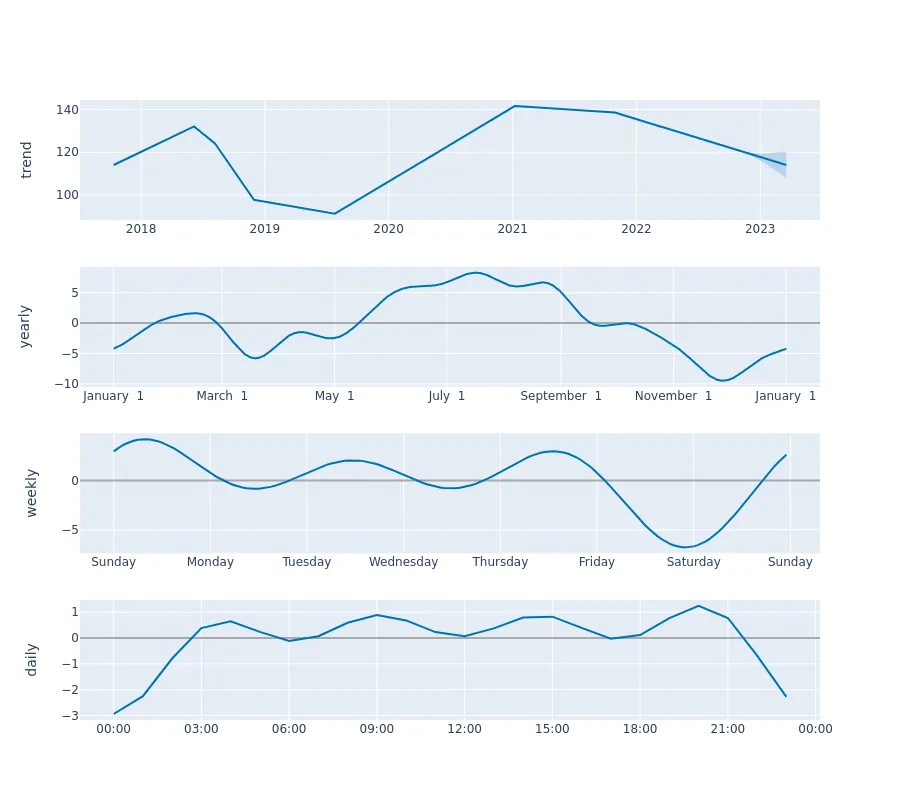 trend
140
120
100
2018 2019 2020 2021 2022 2023
yearly
5
0
−5
−10
January 1 March 1 May 1 July 1 September 1 November 1 January 1
weekly
0
−5
Sunday Monday Tuesday Wednesday Thursday Friday Saturday Sunday
daily
1
0
−1
−2
−3
00:00 03:00 06:00 09:00 12:00 15:00 18:00 21:00 00:00